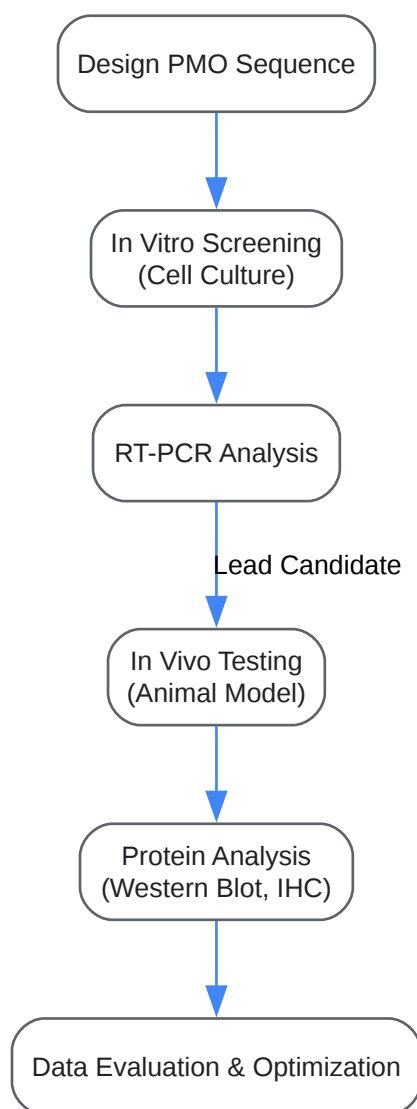 Design PMO Sequence
In Vitro Screening
(Cell Culture)
RT-PCR Analysis
Lead Candidate
In Vivo Testing
(Animal Model)
Protein Analysis
(Western Blot, IHC)
Data Evaluation & Optimization